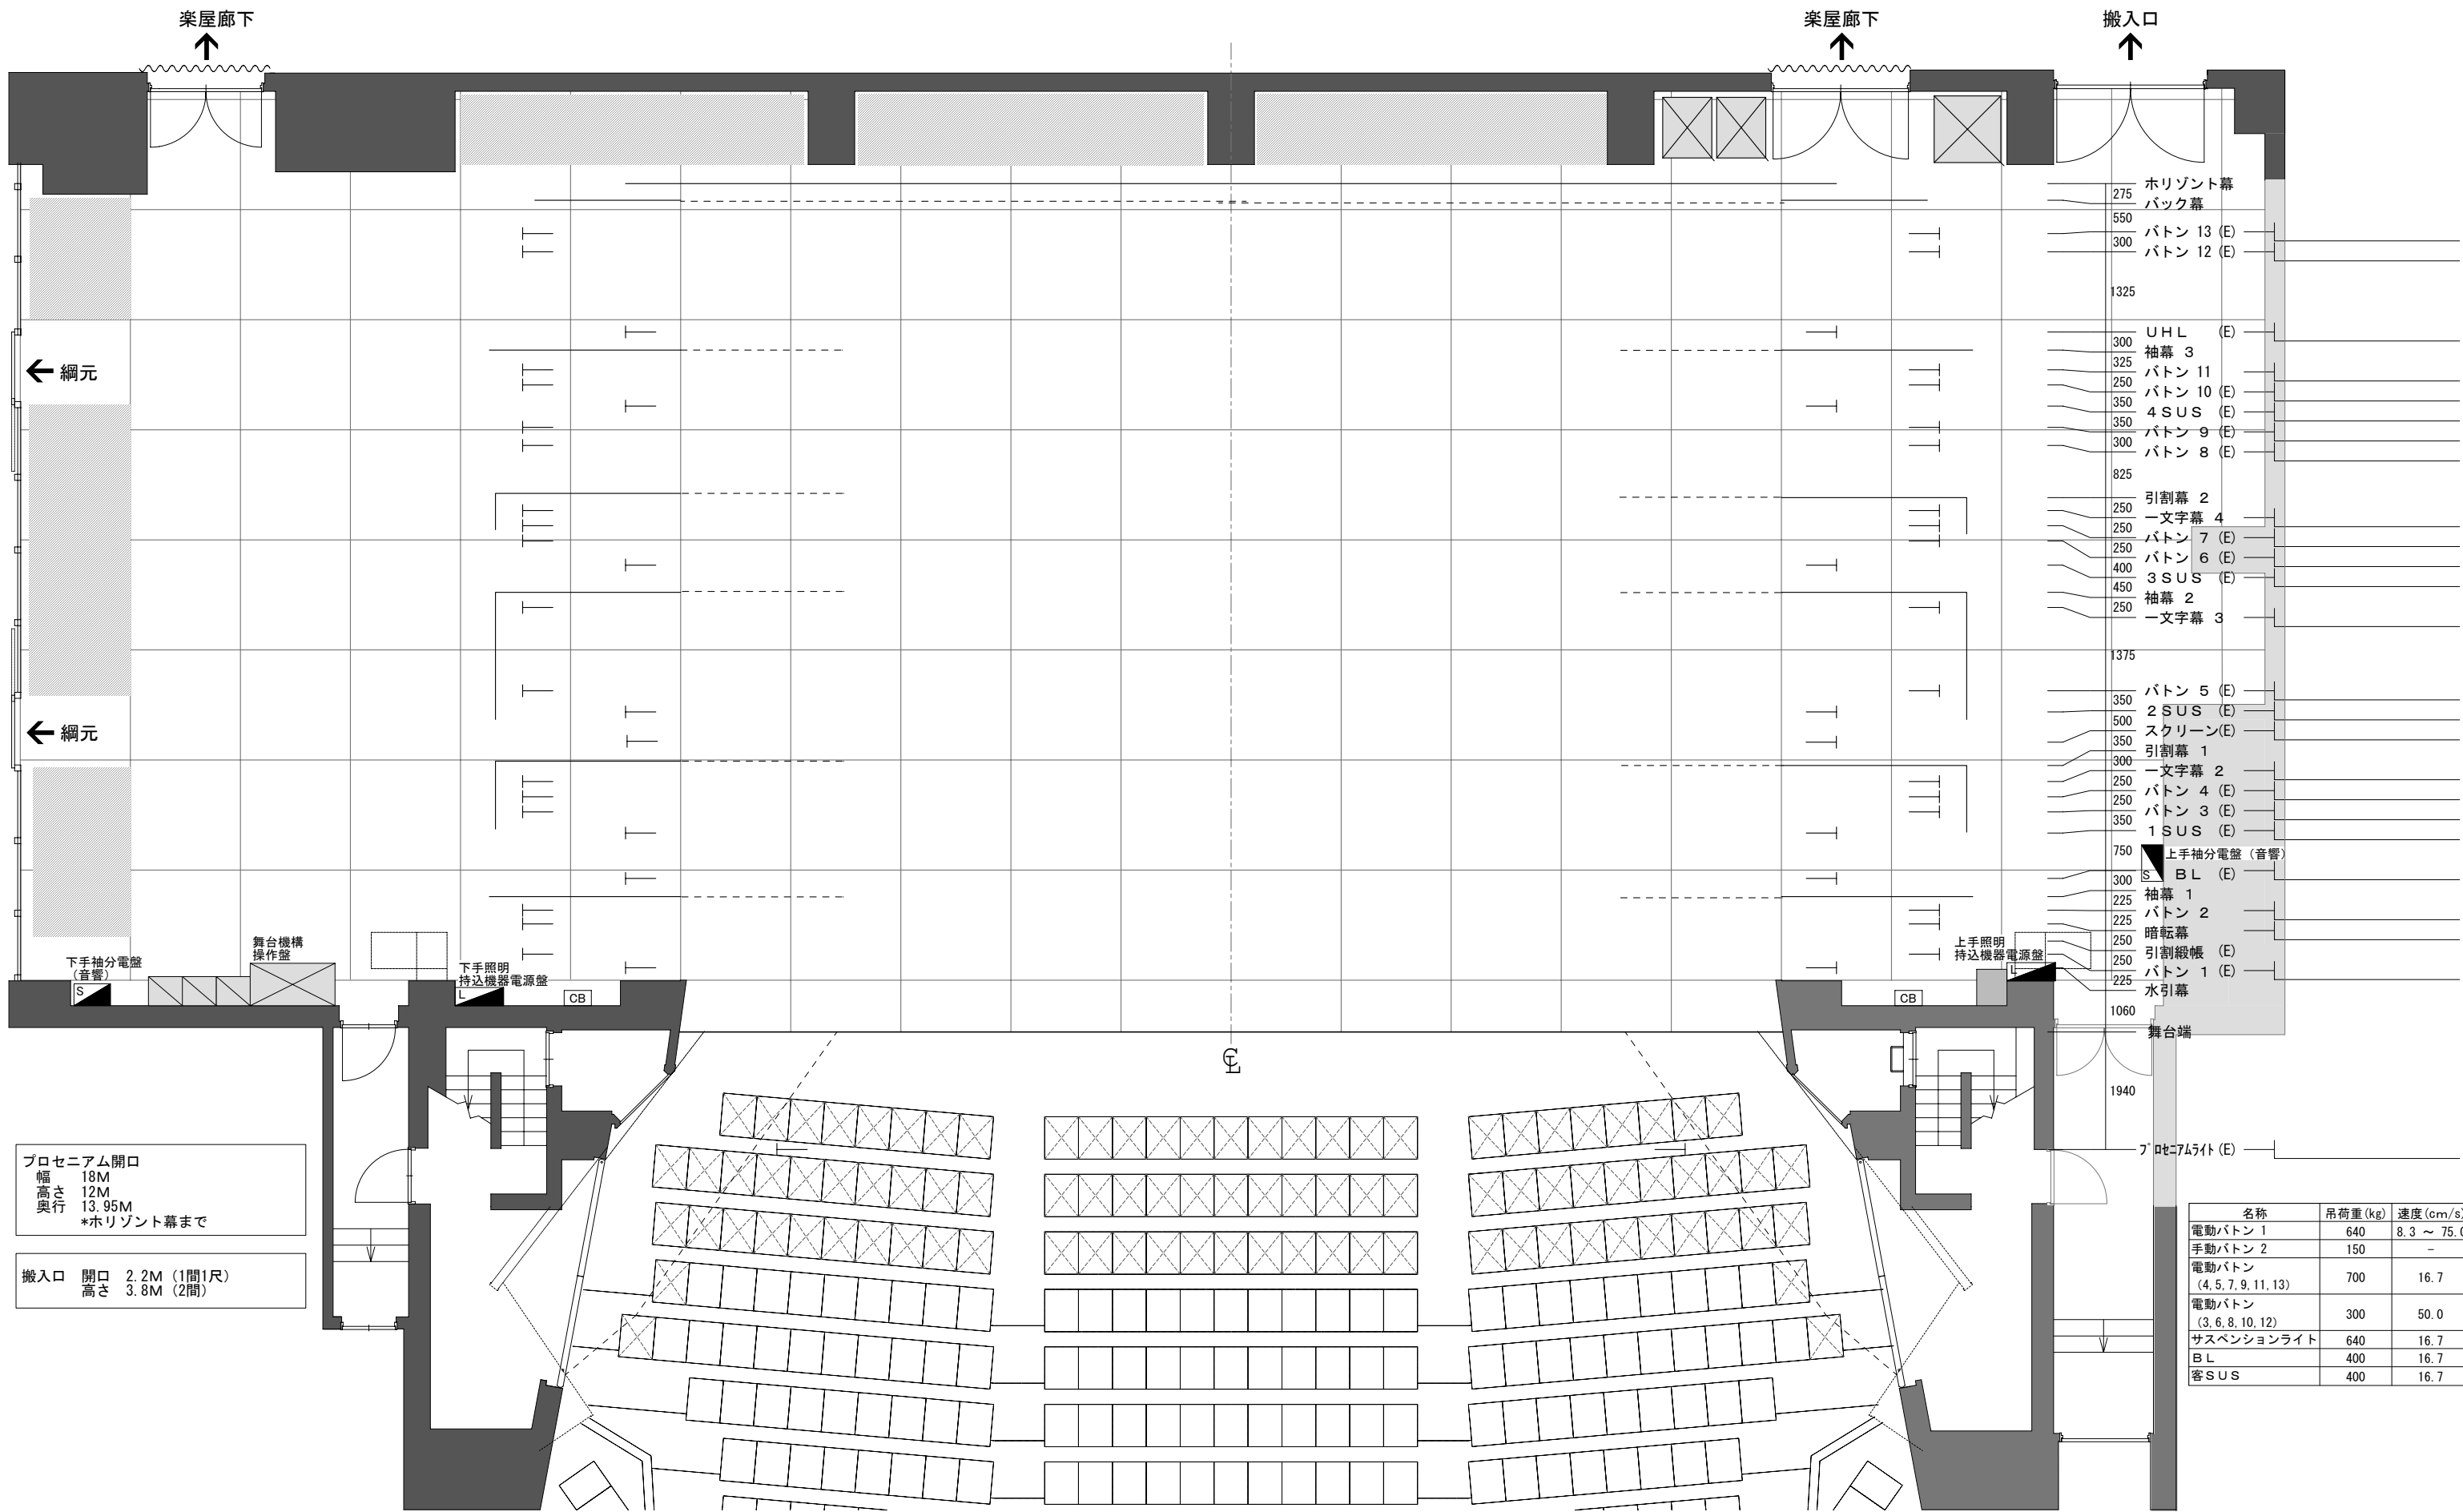 楽屋廊下
楽屋廊下
搬入口
ホリゾント幕
275
バック幕
550
バトン 13 (E)
300
バトン 12 (E)
1325
UHL (E)
300
袖幕 3
325
バトン 11
250
バトン 10 (E)
350
4SUS (E)
350
バトン 9 (E)
300
バトン 8 (E)
825
引割幕 2
250
一文字幕 4
250
バトン 7 (E)
250
バトン 6 (E)
400
3SUS (E)
450
袖幕 2
250
一文字幕 3
1375
バトン 5 (E)
350
2SUS (E)
500
スクリーン(E)
350
引割幕 1
300
一文字幕 2
250
バトン 4 (E)
250
バトン 3 (E)
350
1SUS (E)
750
上手袖分電盤 (音響)
S
BL (E)
300
袖幕 1
225
バトン 2
225
暗転幕
250
引割緞帳 (E)
250
バトン 1 (E)
225
水引幕
1060
舞台端
1940
プロセニアムライト(E)
← 綱元
← 綱元
下手袖分電盤
(音響)
S
舞台機構
操作盤
下手照明
持込機器電源盤
L
CB
上手照明
持込機器電源盤
L
CB
℄
プロセニアム開口
幅 18M
高さ 12M
奥行 13.95M
*ホリゾント幕まで
搬入口 開口 2.2M (1間1尺)
高さ 3.8M (2間)
名称 吊荷重(kg) 速度(cm/s)
電動バトン 1 640 8.3 ～ 75.0
手動バトン 2 150 -
電動バトン
(4,5,7,9,11,13) 700 16.7
電動バトン
(3,6,8,10,12) 300 50.0
サスペンションライト 640 16.7
BL 400 16.7
客SUS 400 16.7